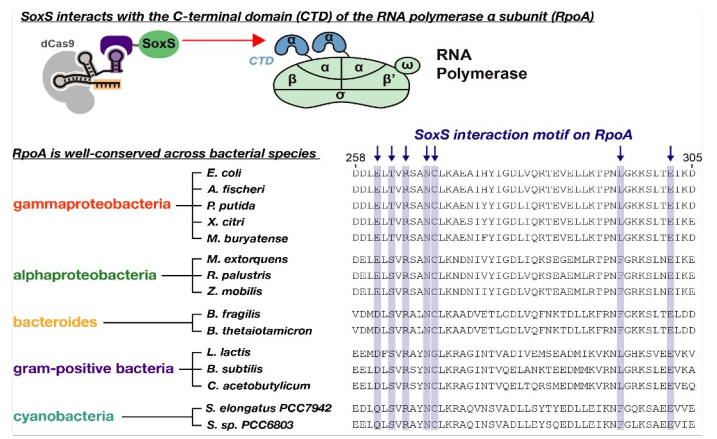 SoxS interacts with the C-terminal domain (CTD) of the RNA polymerase α subunit (RpoA)
dCas9
SoxS
CTD
α
α
α
α
β
β'
ω
σ
RNA
Polymerase
SoxS interaction motif on RpoA
RpoA is well-conserved across bacterial species
258
305
gammaproteobacteria
E. coli DDLELTVRSANCLKAEAIHYIGDLVQRTEVELLKTPNLGKKSLTEIKD
A. fischeri DDLELTVRSANCLKAEAIHYIGDLVQRTEVELLKTPNLGKKSLTEIKD
P. putida DDLELTVRSANCLKAENIYYIGDLIQRTEVELLKTPNLGKKSLTEIKD
X. citri DDLELTVRSANCLKAESIYYIGDLIQRTEVELLKTPNLGKKSLTEIKE
M. buryatense DDLELTVRSANCLKAENIFYIGDLIQRTEVELLKTPNLGKKSLTEIKD
alphaproteobacteria
M. extorquens DELELSVRSANCLKNDNIVYIGDLIQKSEGEMLRTPNFGRKSLNEIKE
R. palustris DELELSVRSANCLKNDNIVYIGDLVQKSEAEMLRTPNFGRKSLNEIKE
Z. mobilis DELELSVRSANCLKNDNIIYIGDLVQKTEAEMLRTPNFGRKSLNEIKE
bacteroides
B. fragilis VDMDLSVRALNCLKAADVETLGDLVQFNKTDLLKFRNFGKKSLTELDD
B. thetaiotamicron VDMDLSVRALNCLKAADVETLGDLVQFNKTDLLKFRNFGKKSLTELDD
gram-positive bacteria
L. lactis EEMDFSVRAYNGLKRAGINTVADIVEMSEADMIKVKNLGHKSVEEVKV
B. subtilis EELDLSVRSYNCLKRAGINTVQELANKTEEDMMKVRNLGRKSLEEVKA
C. acetobutylicum EELDLSVRSYNCLKRAGINTVQELTQRSMEDMMKVRNLGRKSLEEVEQ
cyanobacteria
S. elongatus PCC7942 EDLQLSVRAYNCLKRAQVNSVADLLSYTYEDLLEIKNFGQKSAEEVVE
S. sp. PCC6803 EELQLSVRAYNCLKRAQINSVADLLEYSQEDLLEIKNFGLKSAEEVIE